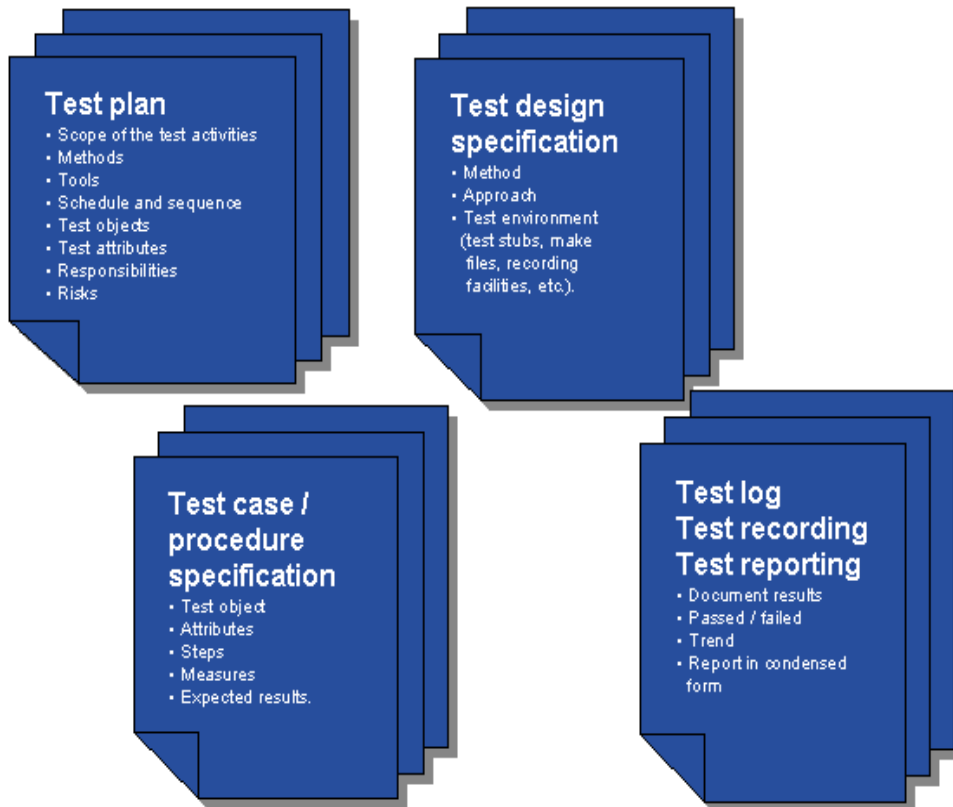 Test plan
• Scope of the test activities
• Methods
• Tools
• Schedule and sequence
• Test objects
• Test attributes
• Responsibilities
• Risks
Test design
specification
• Method
• Approach
• Test environment
(test stubs, make
files, recording
facilities, etc.).
Test case /
procedure
specification
• Test object
• Attributes
• Steps
• Measures
• Expected results.
Test log
Test recording
Test reporting
• Document results
• Passed / failed
• Trend
• Report in condensed
form